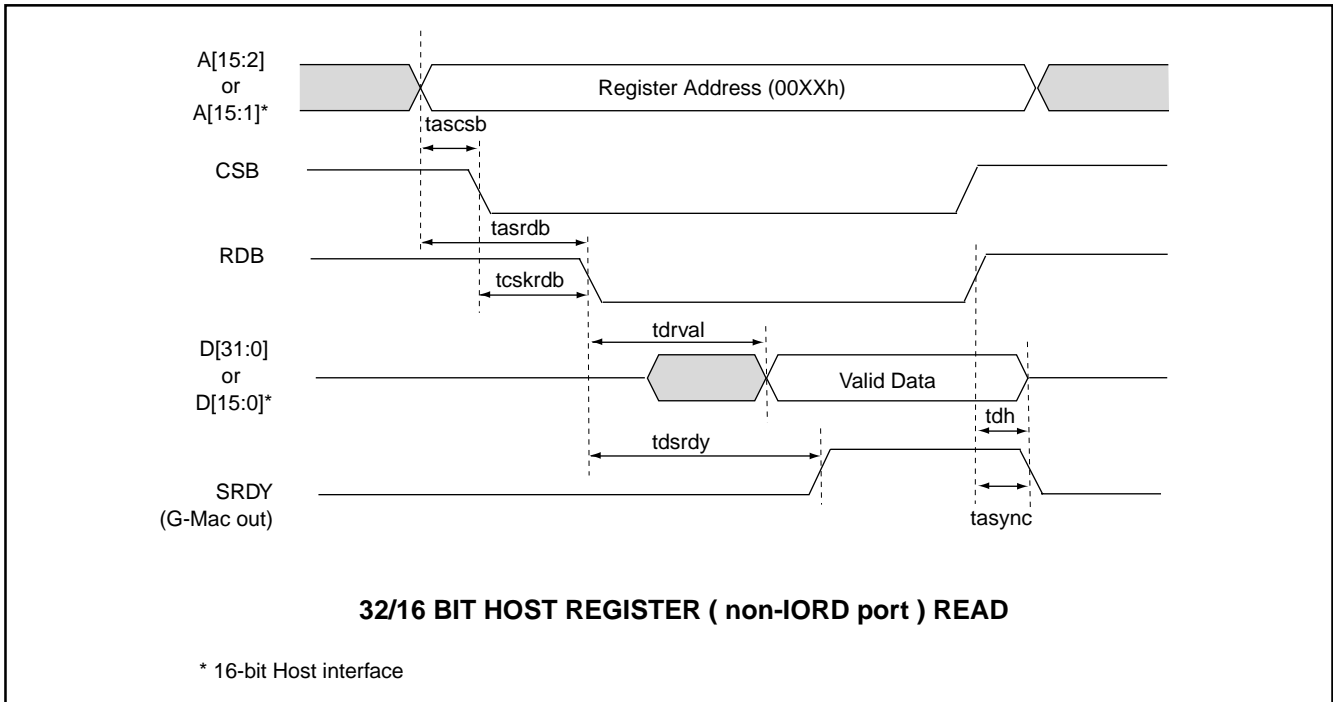 A[15:2]
or
A[15:1]*
Register Address (00XXh)
tascsb
CSB
tasrdb
RDB
tcskrdb
tdrval
D[31:0]
or
D[15:0]*
Valid Data
tdh
tdsrdy
SRDY
(G-Mac out)
tasync
32/16 BIT HOST REGISTER ( non-IORD port ) READ
* 16-bit Host interface